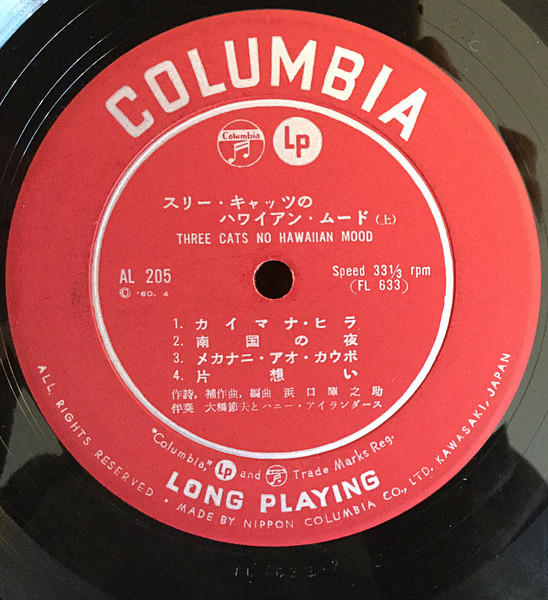 COLUMBIA
Columbia
LP
スリー・キャッツの
ハワイアン・ムード(上)
THREE CATS NO HAWAIIAN MOOD
AL 205
Speed 33⅓ rpm
© '60. 4
(FL 633)
1. カイマナ・ヒラ
2. 南国の夜
3. メカナニ・アオ・カウポ
4. 片想い
作詩, 補作曲, 編曲 浜口庫之助
伴奏 大橋節夫とハニー・アイランダース
"Columbia," LP and Trade Marks Reg.
LONG PLAYING
ALL RIGHTS RESERVED • MADE BY NIPPON COLUMBIA CO., LTD. KAWASAKI, JAPAN